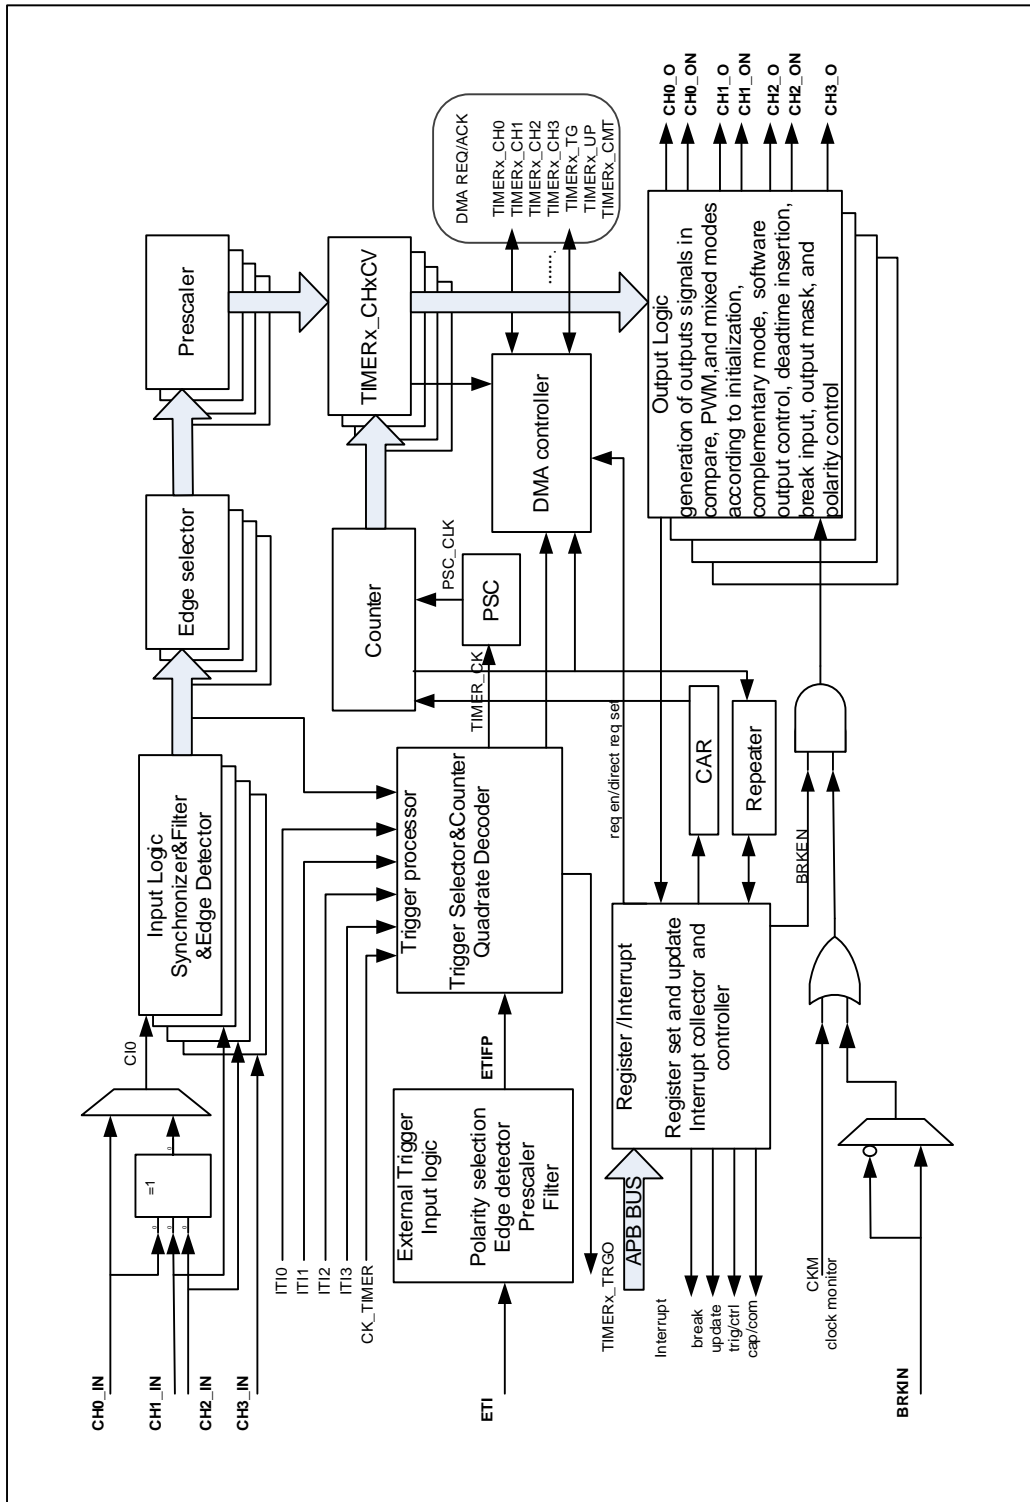 CH0_IN
CH1_IN
CH2_IN
CH3_IN
=1
CI0
Input Logic
Synchronizer&Filter
&Edge Detector
Edge selector
Prescaler
ITI0
ITI1
ITI2
ITI3
CK_TIMER
Trigger processor
Trigger Selector&Counter
Quadrate Decoder
TIMER_CK
PSC
PSC_CLK
Counter
TIMERx_CHxCV
DMA REQ/ACK
TIMERx_CH0
TIMERx_CH1
TIMERx_CH2
TIMERx_CH3
TIMERx_TG
TIMERx_UP
TIMERx_CMT
.......
DMA controller
ETI
External Trigger
Input logic
Polarity selection
Edge detector
Prescaler
Filter
ETIFP
TIMERx_TRGO
APB BUS
Register /Interrupt
Register set and update
Interrupt collector and
controller
req en/direct req set
CAR
Repeater
Interrupt
break
update
trig/ctrl
cap/com
BRKEN
CKM
clock monitor
BRKIN
Output Logic
generation of outputs signals in
compare, PWM,and mixed modes
according to initialization,
complementary mode, software
output control, deadtime insertion,
break input, output mask, and
polarity control
CH0_O
CH0_ON
CH1_O
CH1_ON
CH2_O
CH2_ON
CH3_O